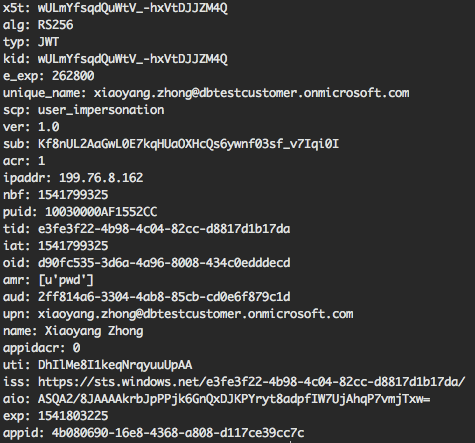 x5t: wULmYfsqdQuWtV_-hxVtDJJZM4Q
alg: RS256
typ: JWT
kid: wULmYfsqdQuWtV_-hxVtDJJZM4Q
e_exp: 262800
unique_name: xiaoyang.zhong@dbtestcustomer.onmicrosoft.com
scp: user_impersonation
ver: 1.0
sub: Kf8nUL2AaGwL0E7kqHUaOXHcQs6ywnf03sf_v7Iqi0I
acr: 1
ipaddr: 199.76.8.162
nbf: 1541799325
puid: 10030000AF1552CC
tid: e3fe3f22-4b98-4c04-82cc-d8817d1b17da
iat: 1541799325
oid: d90fc535-3d6a-4a96-8008-434c0edddecd
amr: [u'pwd']
aud: 2ff814a6-3304-4ab8-85cb-cd0e6f879c1d
upn: xiaoyang.zhong@dbtestcustomer.onmicrosoft.com
name: Xiaoyang Zhong
appidacr: 0
uti: DhIlMe8I1keqNrqyuuUpAA
iss: https://sts.windows.net/e3fe3f22-4b98-4c04-82cc-d8817d1b17da/
aio: ASQA2/8JAAAAkrbJpPPjk6GnQxDJKPYryt8adpfIW7UjAhqP7vmjTxw=
exp: 1541803225
appid: 4b080690-16e8-4368-a808-d117ce39cc7c